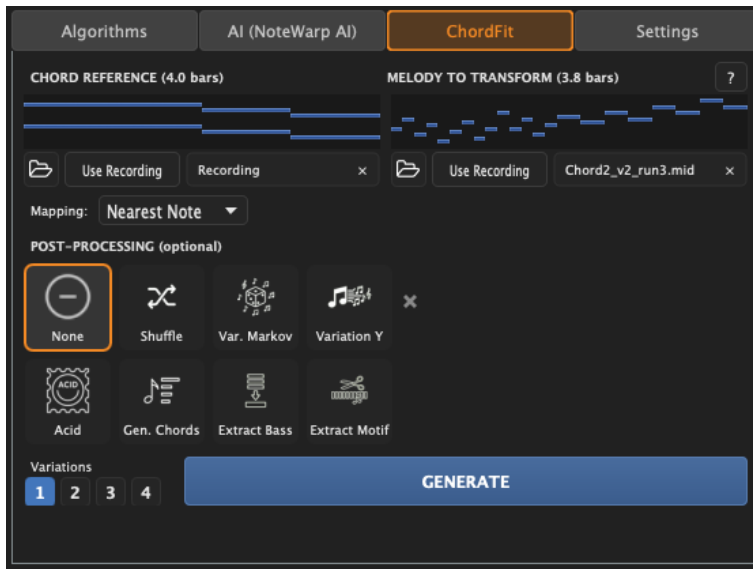 Algorithms
AI (NoteWarp AI)
ChordFit
Settings
CHORD REFERENCE (4.0 bars)
MELODY TO TRANSFORM (3.8 bars)
?
Use Recording
Recording
×
Use Recording
Chord2_v2_run3.mid
×
Mapping:
Nearest Note
POST-PROCESSING (optional)
None
Shuffle
Var. Markov
Variation Y
×
ACID
Acid
Gen. Chords
Extract Bass
Extract Motif
Variations
1
2
3
4
GENERATE